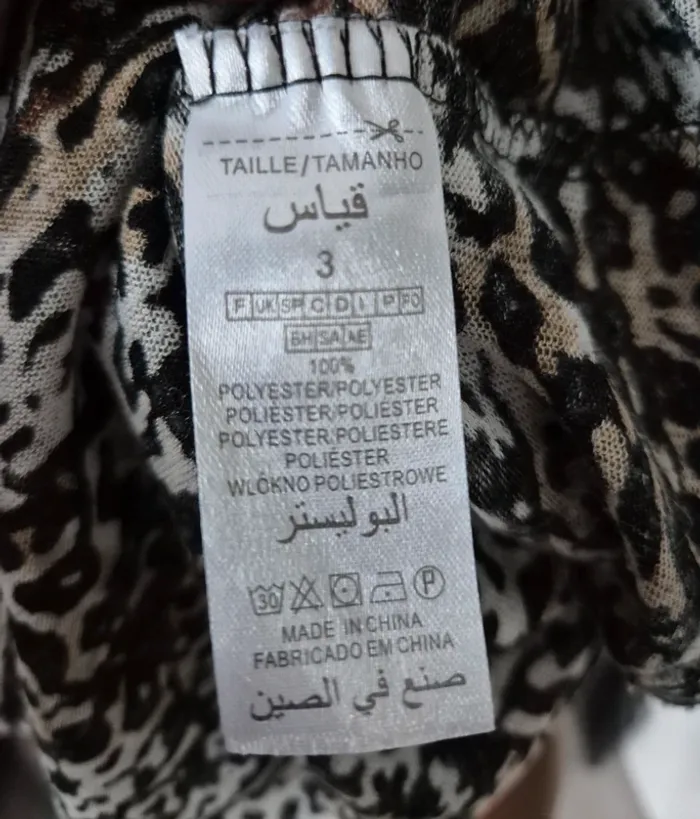 TAILLE/TAMANHO
قياس
3
F UK SP C D I P PO
BH SA AE
100%
POLYESTER/POLYESTER
POLIESTER/POLIESTER
POLYESTER/POLIESTERE
POLIÉSTER
WLÓKNO POLIESTROWE
البوليستر
30 P
MADE IN CHINA
FABRICADO EM CHINA
صنع في الصين